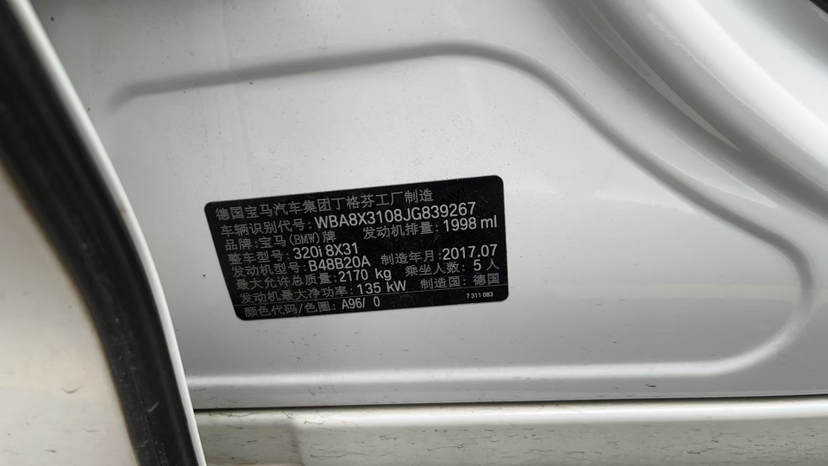 德国宝马汽车集团丁格芬工厂制造
车辆识别代号: WBA8X3108JG839267
品牌: 宝马(BMW)牌 发动机排量: 1998 ml
整车型号: 320i 8X31
发动机型号: B48B20A 制造年月: 2017.07
最大允许总质量: 2170 kg 乘坐人数: 5 人
发动机最大净功率: 135 kW 制造国: 德国
颜色代码/色圈: A96/ 0 7 311 083